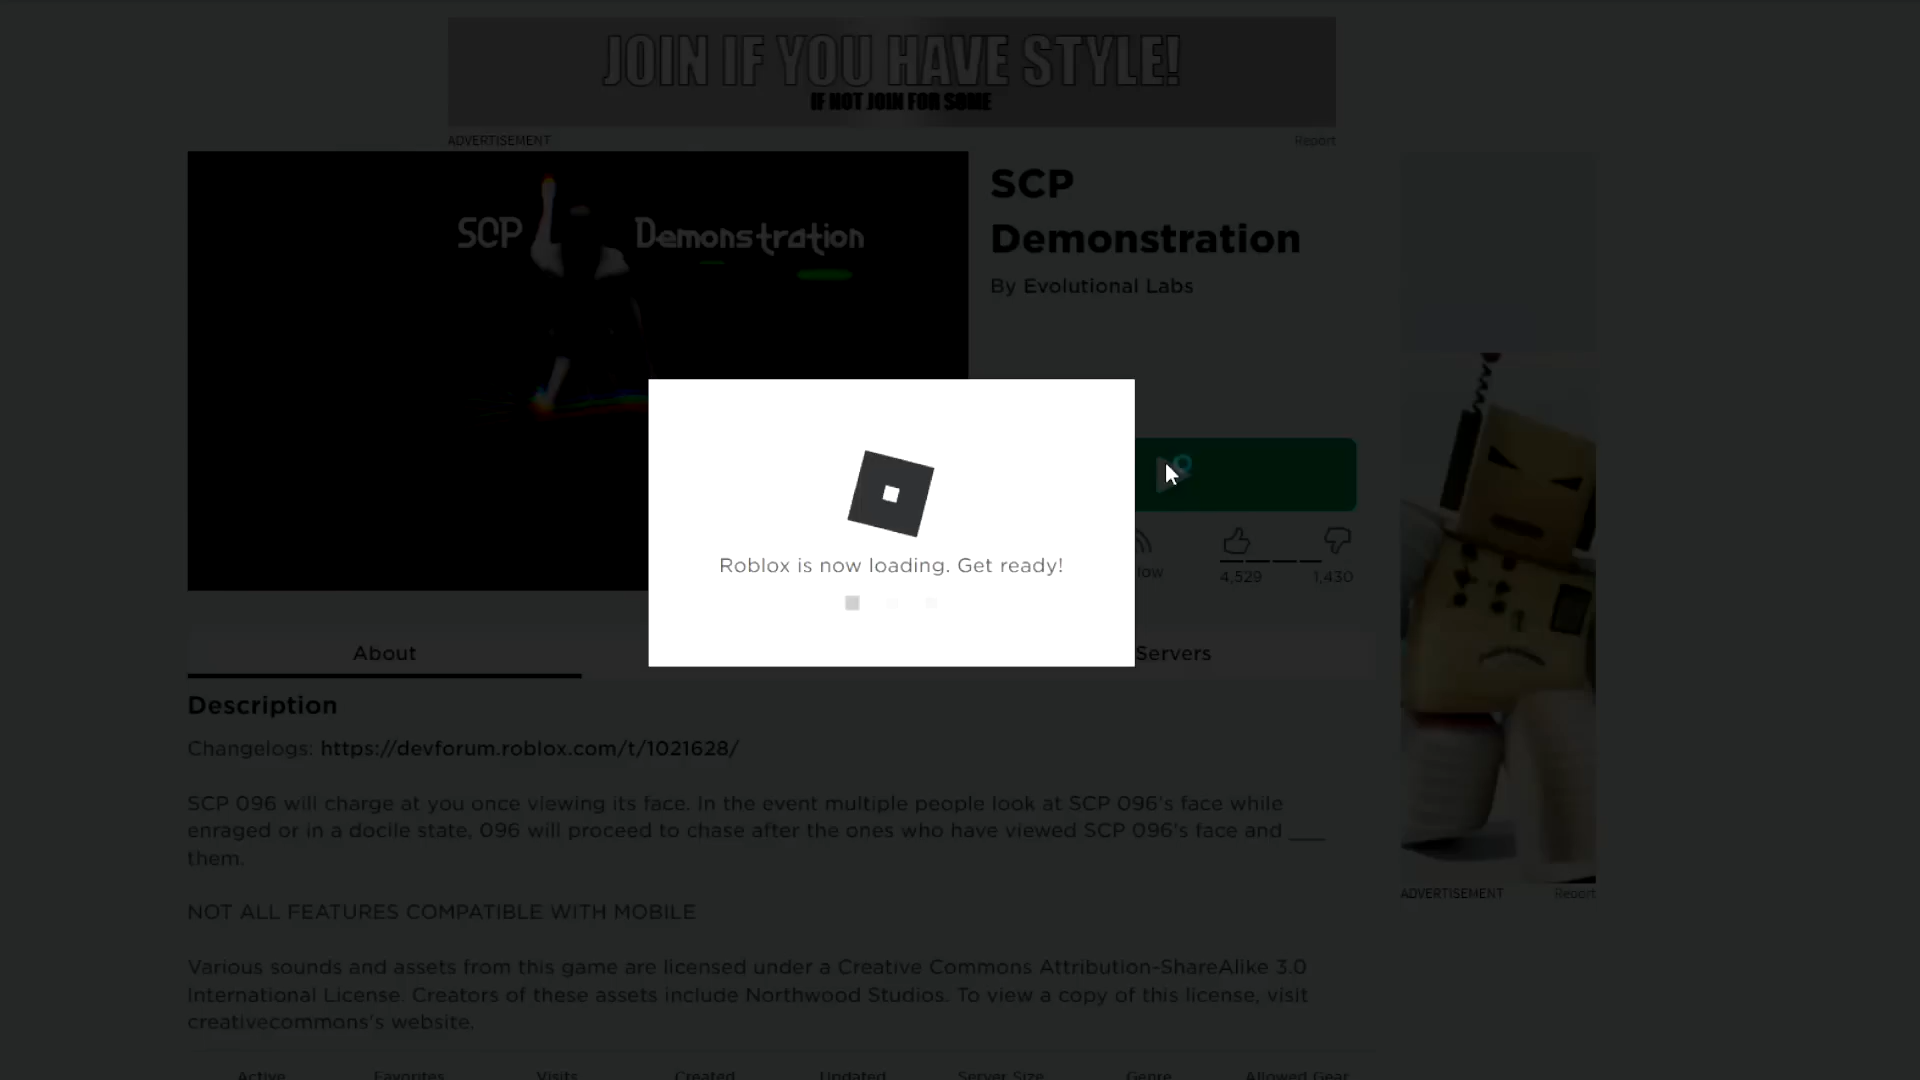 JOIN IF YOU HAVE STYLE!
IF NOT JOIN FOR SOME
ADVERTISEMENT
Report
SCP Demonstration
SCP
Demonstration
By Evolutional Labs
Roblox is now loading. Get ready!
4,529
1,430
About
Servers
Description
Changelogs: https://devforum.roblox.com/t/1021628/
SCP 096 will charge at you once viewing its face. In the event multiple people look at SCP 096's face while
enraged or in a docile state, 096 will proceed to chase after the ones who have viewed SCP 096's face and ____
them.
ADVERTISEMENT
Report
NOT ALL FEATURES COMPATIBLE WITH MOBILE
Various sounds and assets from this game are licensed under a Creative Commons Attribution-ShareAlike 3.0
International License. Creators of these assets include Northwood Studios. To view a copy of this license, visit
creativecommons's website.
Active Favorites Visits Created Updated Server Size Genre Allowed Gear